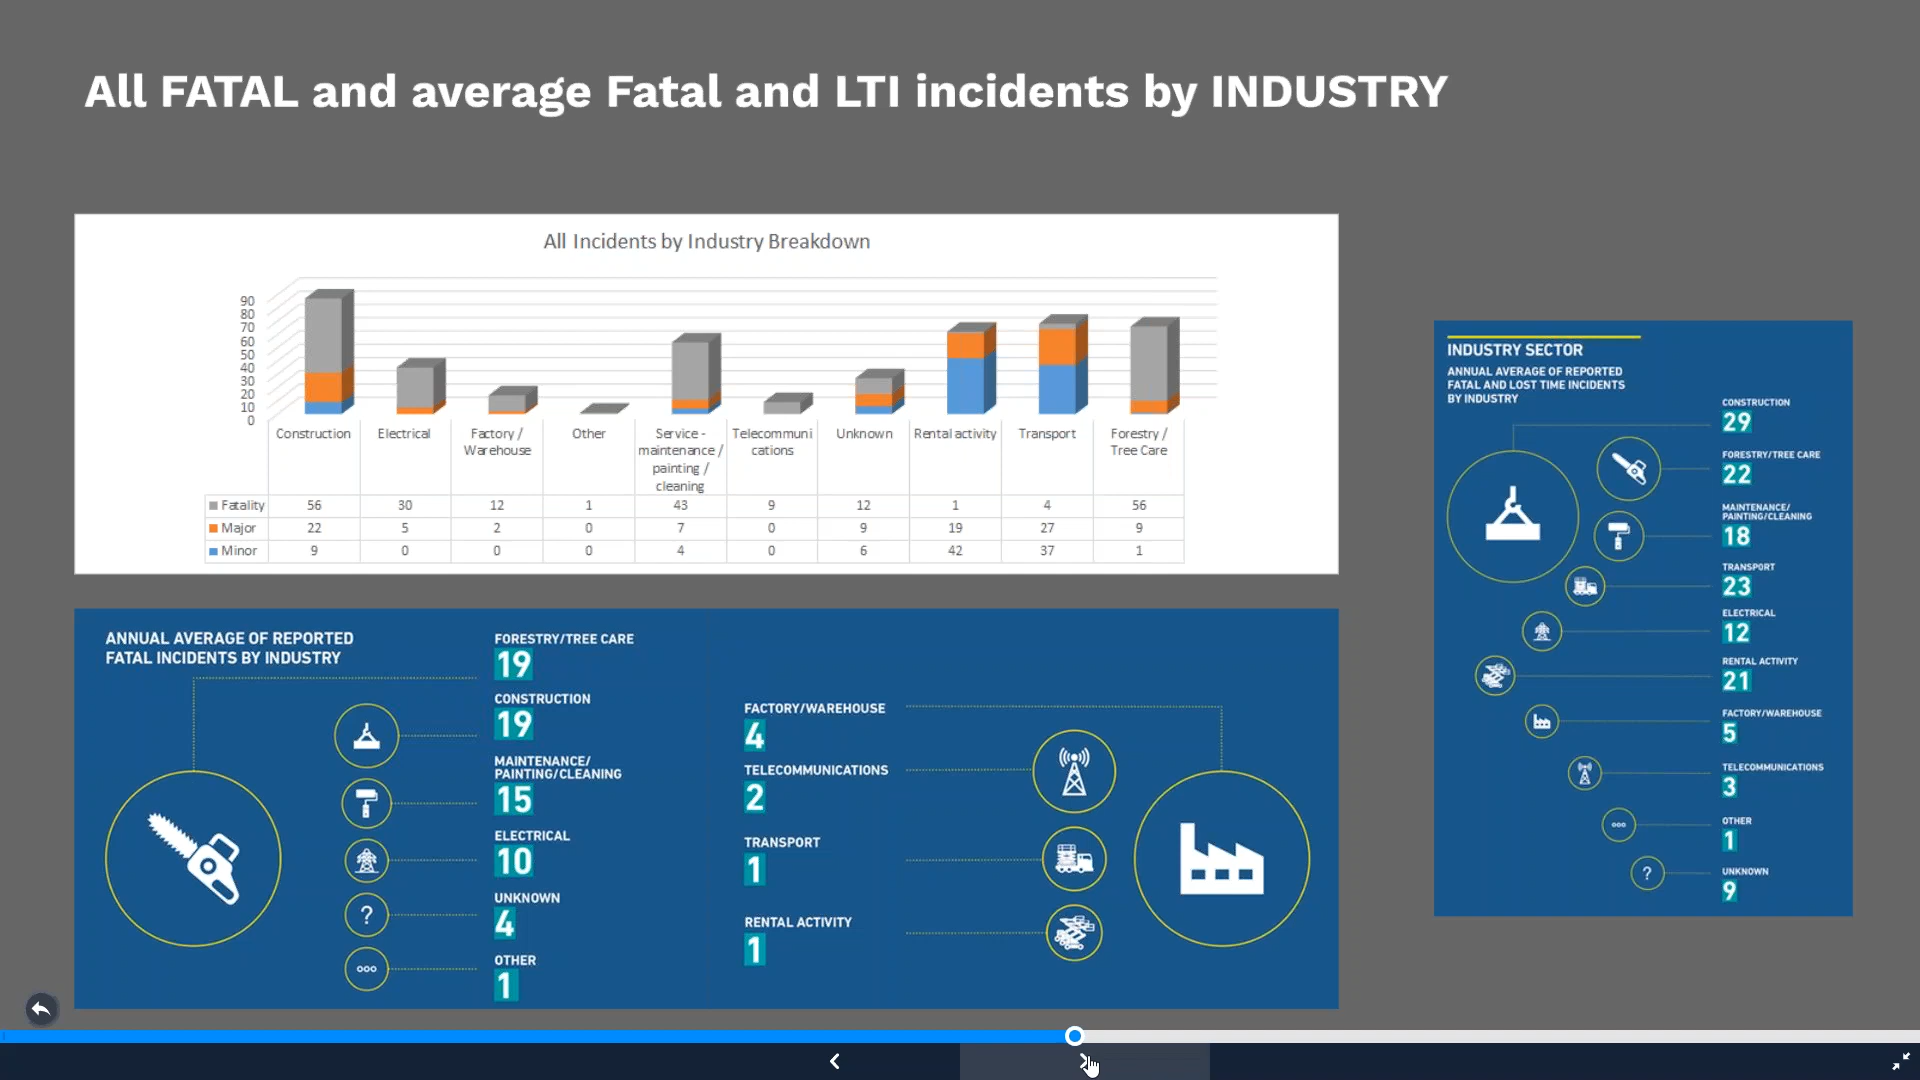 All FATAL and average Fatal and LTI incidents by INDUSTRY
All Incidents by Industry Breakdown
90
80
70
60
50
40
30
20
10
0
Construction Electrical Factory / Warehouse Other Service - maintenance / painting / cleaning Telecommuni cations Unknown Rental activity Transport Forestry / Tree Care
Fatality 56 30 12 1 43 9 12 1 4 56
Major 22 5 2 0 7 0 9 19 27 9
Minor 9 0 0 0 4 0 6 42 37 1
ANNUAL AVERAGE OF REPORTED
FATAL INCIDENTS BY INDUSTRY
FORESTRY/TREE CARE
19
CONSTRUCTION
19
MAINTENANCE/
PAINTING/CLEANING
15
ELECTRICAL
10
UNKNOWN
?
4
OTHER
1
FACTORY/WAREHOUSE
4
TELECOMMUNICATIONS
2
TRANSPORT
1
RENTAL ACTIVITY
1
INDUSTRY SECTOR
ANNUAL AVERAGE OF REPORTED
FATAL AND LOST TIME INCIDENTS
BY INDUSTRY
CONSTRUCTION
29
FORESTRY/TREE CARE
22
MAINTENANCE/
PAINTING/CLEANING
18
TRANSPORT
23
ELECTRICAL
12
RENTAL ACTIVITY
21
FACTORY/WAREHOUSE
5
TELECOMMUNICATIONS
3
OTHER
1
UNKNOWN
?
9